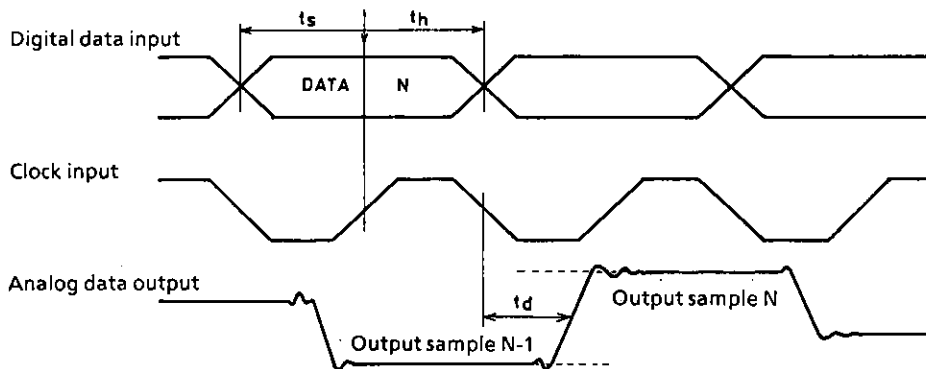 ts th
Digital data input
DATA N
Clock input
Analog data output
td
Output sample N
Output sample N-1